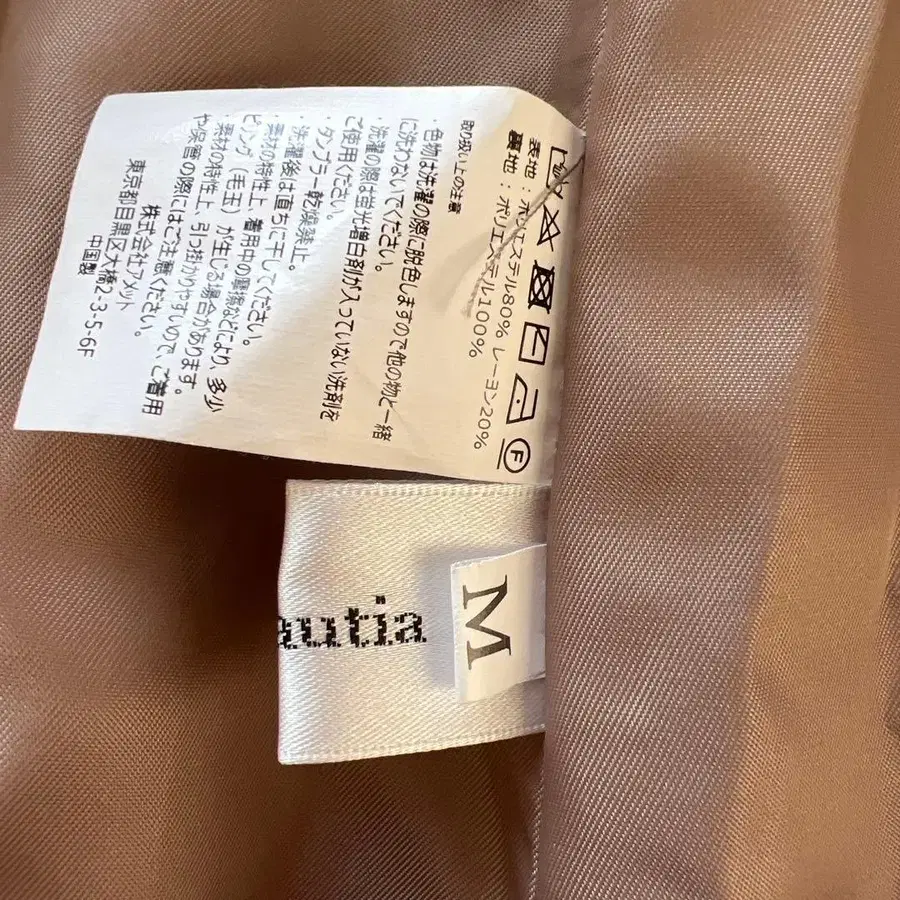 表地：ポリエステル80% レーヨン20%
裏地：ポリエステル100%
取り扱い上の注意
・色物は洗濯の際に脱色しますので他の物と一緒
に洗わないでください。
・洗濯の際は蛍光増白剤が入っていない洗剤を
ご使用ください。
・タンブラー乾燥禁止。
・洗濯後は直ちに干してください。
素材の特性上、着用中の摩擦などにより、多少
ピリング（毛玉）が生じる場合があります。
素材の特性上、引っ掛かりやすいので、ご着用
や保管の際にはご注意ください。
株式会社アメット
東京都目黒区大橋2-3-5-6F
中国製
F
autia
M